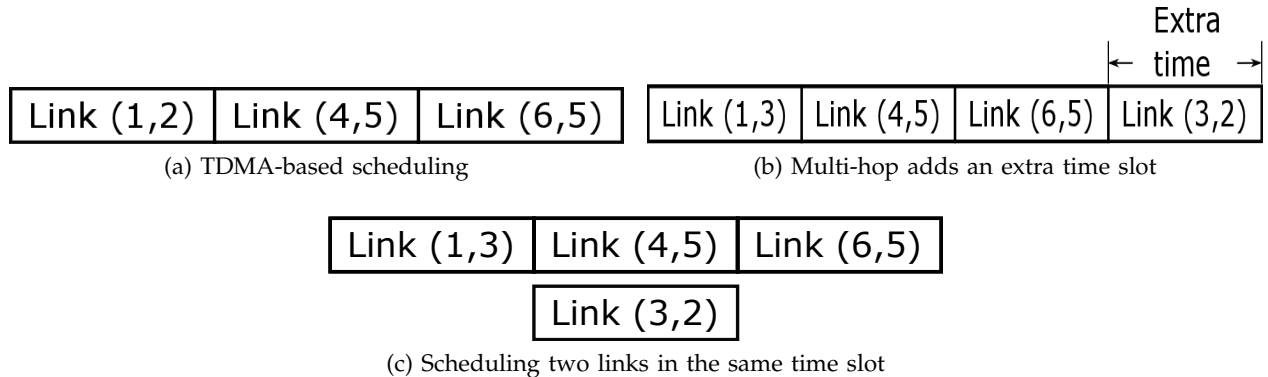 Link (1,2) Link (4,5) Link (6,5)
(a) TDMA-based scheduling
Extra
time
Link (1,3) Link (4,5) Link (6,5) Link (3,2)
(b) Multi-hop adds an extra time slot
Link (1,3) Link (4,5) Link (6,5)
Link (3,2)
(c) Scheduling two links in the same time slot